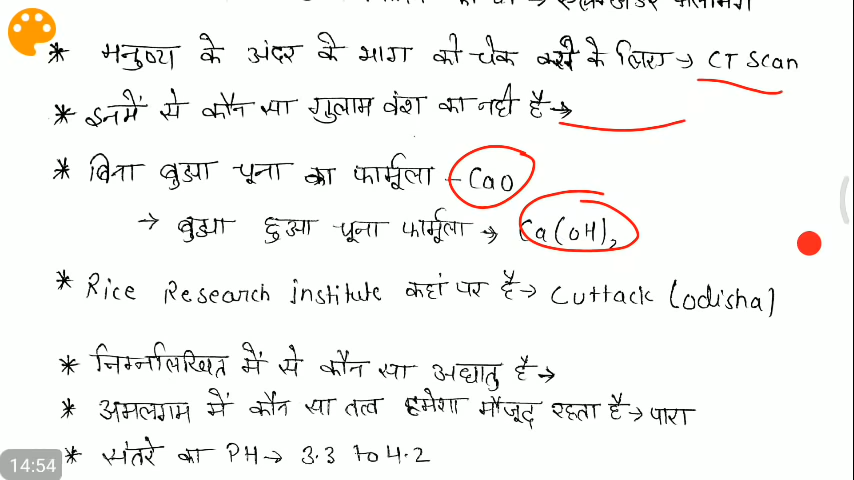 * मनुष्य के अंदर के भाग को चेक करने के लिए → CT Scan
* इनमें से कौन सा गुलाम वंश का नहीं है →
* बिना बुझा चूना का फार्मूला - CaO
→ बुझा हुआ चूना फार्मूला → Ca(OH)₂
* Rice Research institute कहां पर है → Cuttack (odisha)
* निम्नलिखित में से कौन सा अधातु है →
* अमलगम में कौन सा तत्व हमेशा मौजूद रहता है → पारा
* संतरे का PH → 3.3 to 4.2
14:54